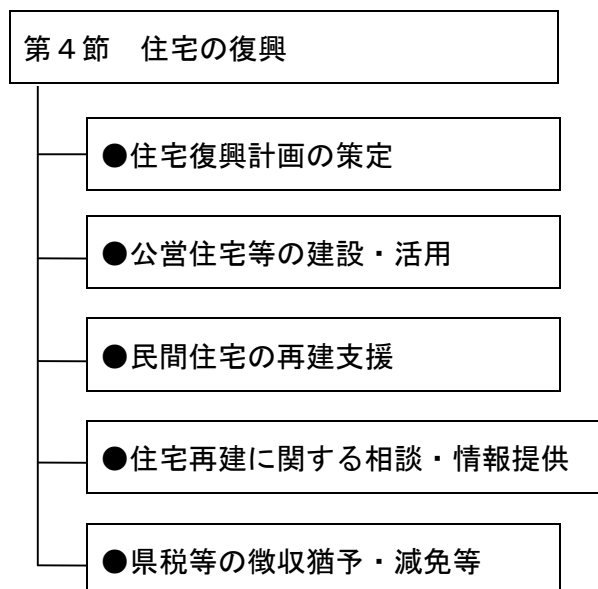 第４節　住宅の復興
●住宅復興計画の策定
●公営住宅等の建設・活用
●民間住宅の再建支援
●住宅再建に関する相談・情報提供
●県税等の徴収猶予・減免等